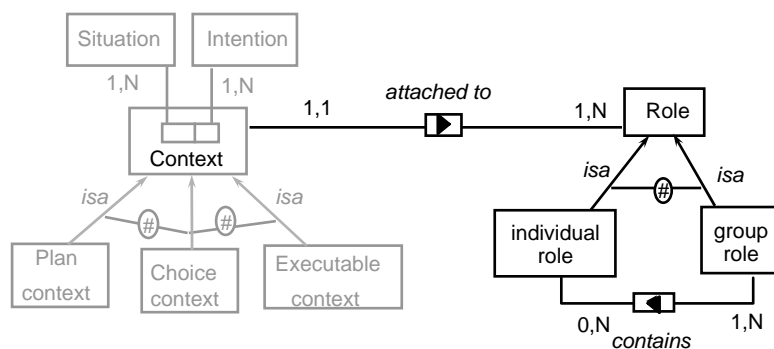 Situation
Intention
1,N
1,N
Context
1,1
attached to
1,N
Role
isa
isa
#
#
Plan
context
Choice
context
Executable
context
isa
isa
#
individual
role
group
role
0,N
1,N
contains